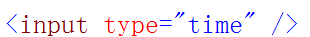 <input type="time" />